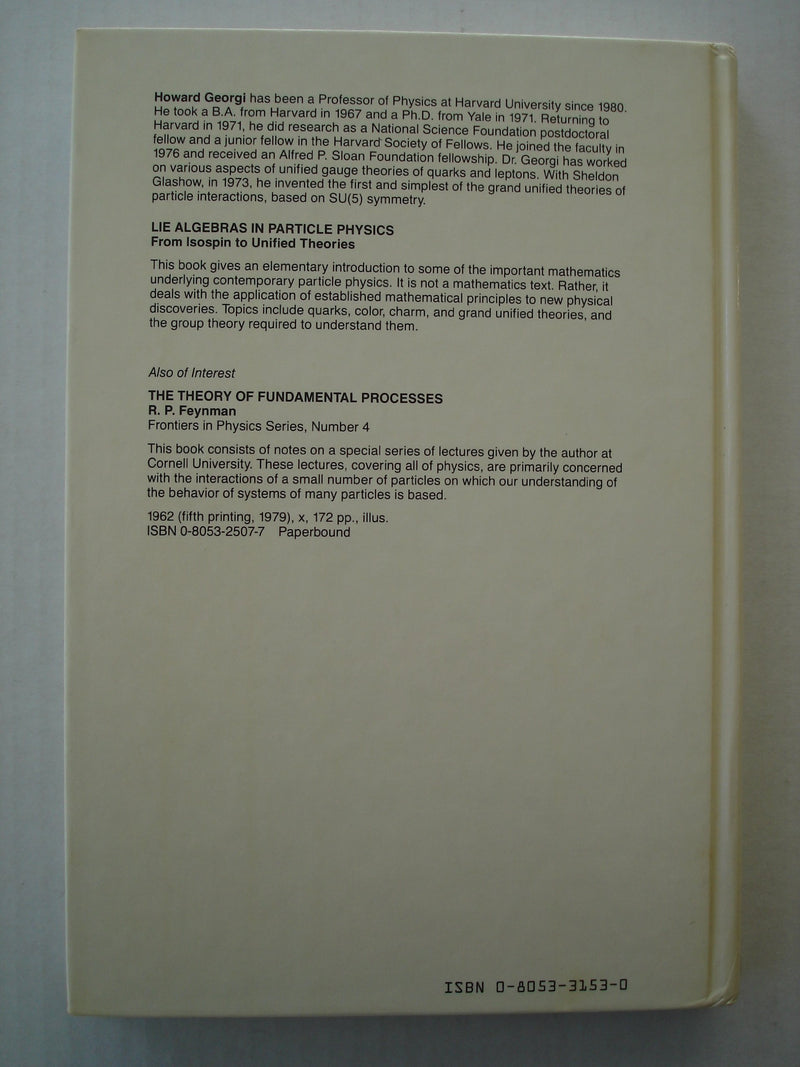 Howard Georgi has been a Professor of Physics at Harvard University since 1980.
He took a B.A. from Harvard in 1967 and a Ph.D. from Yale in 1971. Returning to
Harvard in 1971, he did research as a National Science Foundation postdoctoral
fellow and a junior fellow in the Harvard Society of Fellows. He joined the faculty in
1976 and received an Alfred P. Sloan Foundation fellowship. Dr. Georgi has worked
on various aspects of unified gauge theories of quarks and leptons. With Sheldon
Glashow, in 1973, he invented the first and simplest of the grand unified theories of
particle interactions, based on SU(5) symmetry.
LIE ALGEBRAS IN PARTICLE PHYSICS
From Isospin to Unified Theories
This book gives an elementary introduction to some of the important mathematics
underlying contemporary particle physics. It is not a mathematics text. Rather, it
deals with the application of established mathematical principles to new physical
discoveries. Topics include quarks, color, charm, and grand unified theories, and
the group theory required to understand them.
Also of Interest
THE THEORY OF FUNDAMENTAL PROCESSES
R. P. Feynman
Frontiers in Physics Series, Number 4
This book consists of notes on a special series of lectures given by the author at
Cornell University. These lectures, covering all of physics, are primarily concerned
with the interactions of a small number of particles on which our understanding of
the behavior of systems of many particles is based.
1962 (fifth printing, 1979), x, 172 pp., illus.
ISBN 0-8053-2507-7 Paperbound
ISBN 0-8053-3153-0